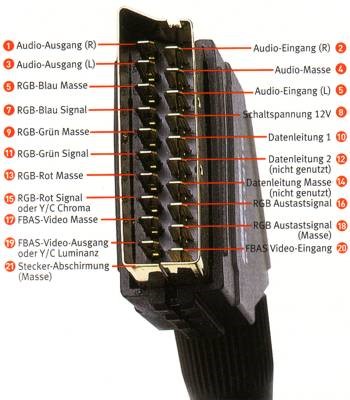 1 Audio-Ausgang (R)
2 Audio-Eingang (R)
3 Audio-Ausgang (L)
4 Audio-Masse
5 RGB-Blau Masse
5 Audio-Eingang (L)
7 RGB-Blau Signal
8 Schaltspannung 12V
9 RGB-Grün Masse
10 Datenleitung 1
11 RGB-Grün Signal
12 Datenleitung 2
(nicht genutzt)
13 RGB-Rot Masse
14 Datenleitung Masse
(nicht genutzt)
15 RGB-Rot Signal
oder Y/C Chroma
16 RGB Austastsignal
17 FBAS-Video Masse
18 RGB Austastsignal
(Masse)
19 FBAS-Video-Ausgang
oder Y/C Luminanz
20 FBAS Video-Eingang
21 Stecker-Abschirmung
(Masse)